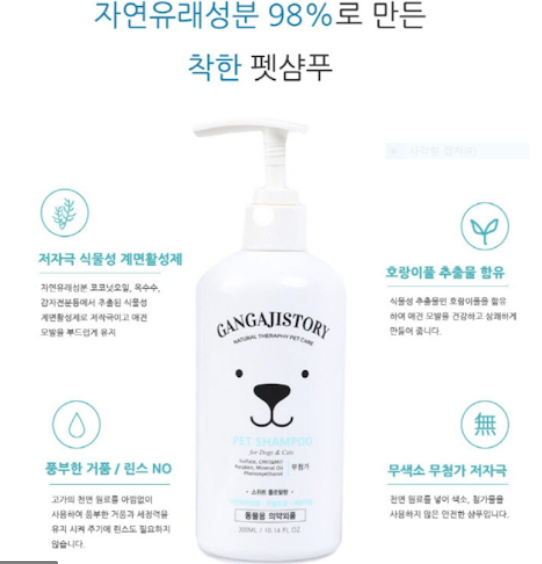 자연유래성분 98%로 만든
착한 펫샴푸
저자극 식물성 계면활성제
자연유래성분 코코넛오일, 옥수수,
감자전분등에서 추출된 식물성
계면활성제로 저작극이고 애견
모발을 부드럽게 유지
호랑이풀 추출물 함유
식물성 추출물인 호랑이풀을 함유
하여 애견 모발을 건강하고 상쾌하게
만들어 줍니다.
GANGAJISTORY
NATURAL THERAPHY PET CARE
PET SHAMPOO
for Dogs & Cats
Sulfate, CMIT&MIT
Paraben, Mineral Oil
Phenoxyethanol
무첨가
스위트 플로랄향
동물용 의약외품
300ML / 10.14 FL.OZ
풍부한 거품 / 린스 NO
고가의 천연 원료를 아낌없이
사용하여 풍부한 거품과 세정력을
유지 시켜 주기에 린스도 필요하지
않습니다.
無
무색소 무첨가 저자극
천연 원료를 넣어 색소, 첨가물을
사용하지 않은 안전한 샴푸입니다.